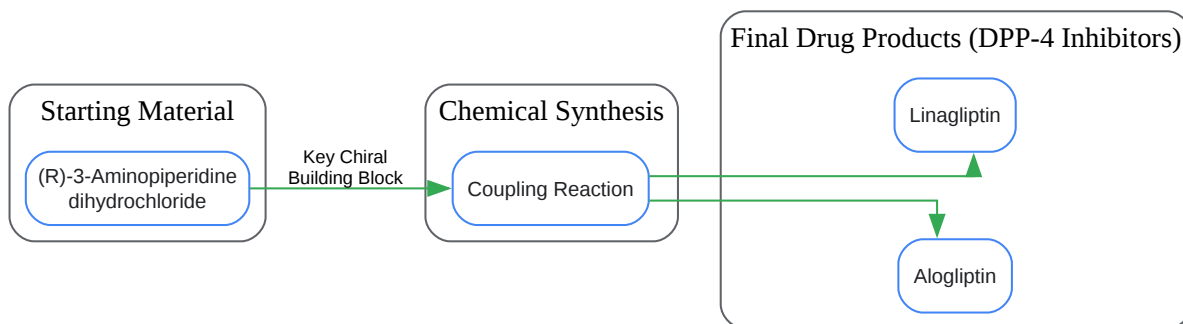 Starting Material
(R)-3-Aminopiperidine
dihydrochloride
Key Chiral
Building Block
Chemical Synthesis
Coupling Reaction
Final Drug Products (DPP-4 Inhibitors)
Linagliptin
Alogliptin